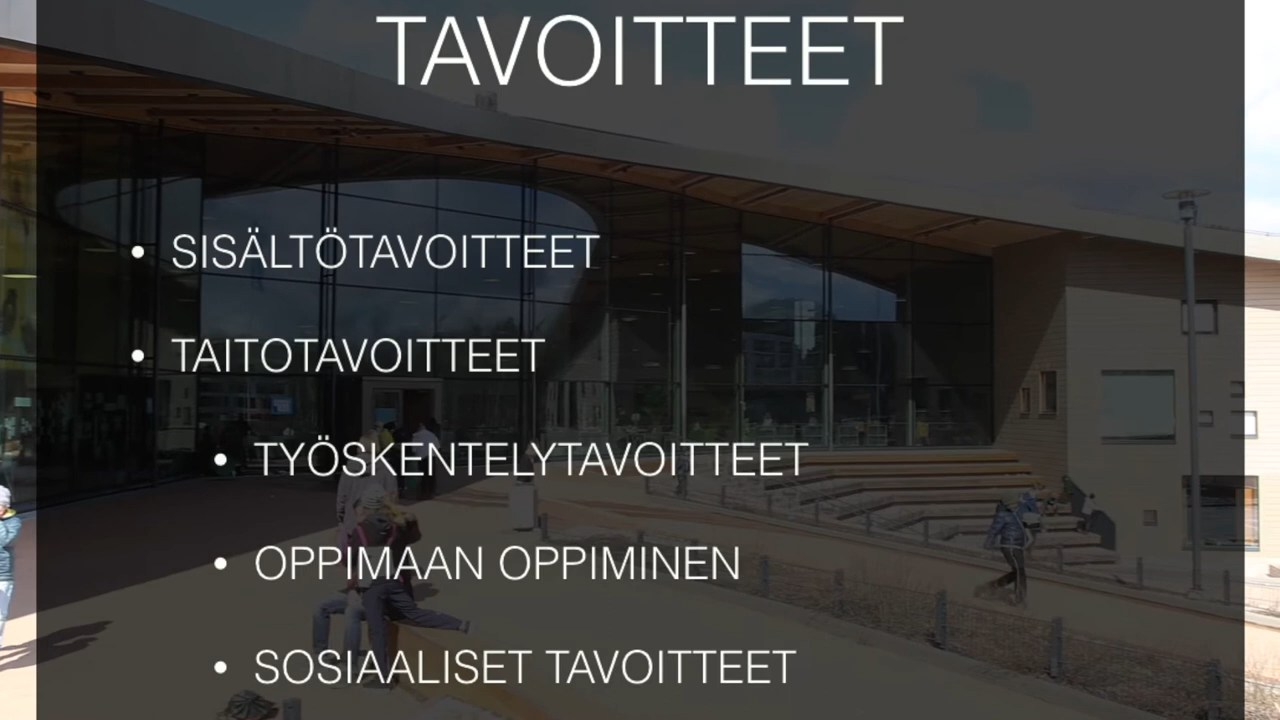 TAVOITTEET
• SISÄLTÖTAVOITTEET
• TAITOTAVOITTEET
• TYÖSKENTELYTAVOITTEET
• OPPIMAAN OPPIMINEN
• SOSIAALISET TAVOITTEET